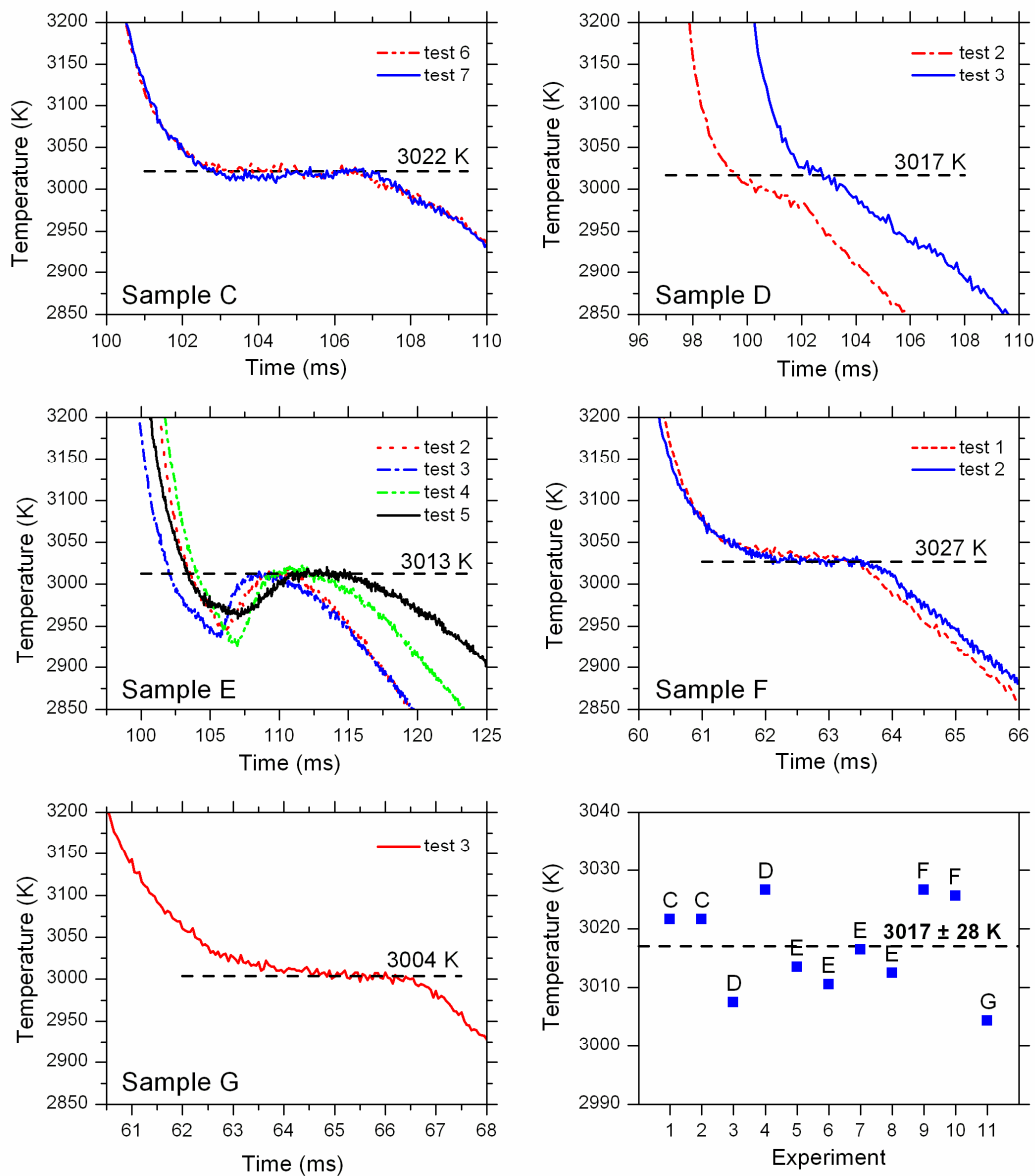 3200
3150
3100
3050
3000
2950
2900
2850
Temperature (K)
test 6
test 7
3022 K
Sample C
100 102 104 106 108 110
Time (ms)
3200
3150
3100
3050
3000
2950
2900
2850
Temperature (K)
test 2
test 3
3017 K
Sample D
96 98 100 102 104 106 108 110
Time (ms)
3200
3150
3100
3050
3000
2950
2900
2850
Temperature (K)
test 2
test 3
test 4
test 5
3013 K
Sample E
100 105 110 115 120 125
Time (ms)
3200
3150
3100
3050
3000
2950
2900
2850
Temperature (K)
test 1
test 2
3027 K
Sample F
60 61 62 63 64 65 66
Time (ms)
3200
3150
3100
3050
3000
2950
2900
2850
Temperature (K)
test 3
3004 K
Sample G
61 62 63 64 65 66 67 68
Time (ms)
3040
3030
3020
3010
3000
2990
Temperature (K)
C C D D E E E E F F G
3017 ± 28 K
1 2 3 4 5 6 7 8 9 10 11
Experiment